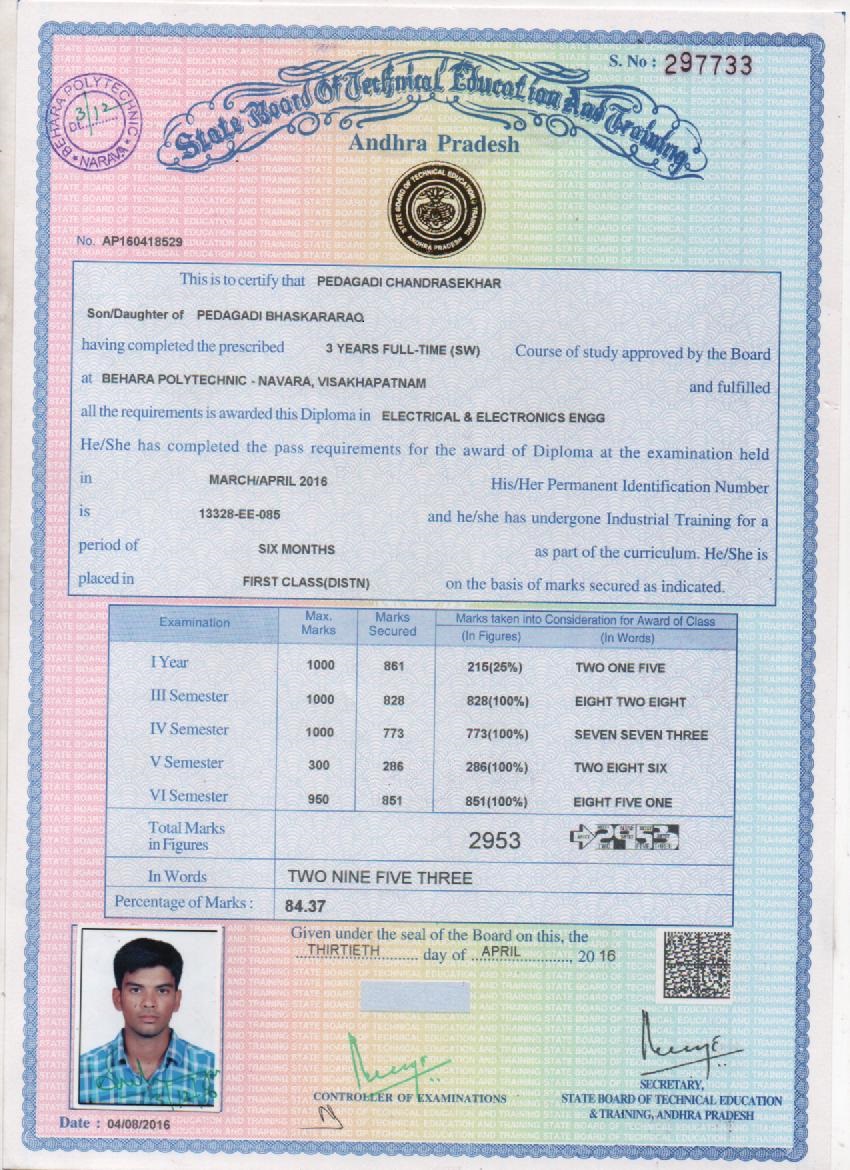 S. No : 297733
State Board Of Technical Education And Training
Andhra Pradesh
BEHARA POLYTECHNIC
3/12
NARAVA
STATE BOARD OF TECHNICAL EDUCATION & TRAINING
ANDHRA PRADESH
No. AP160418529
This is to certify that PEDAGADI CHANDRASEKHAR
Son/Daughter of PEDAGADI BHASKARARAO.
having completed the prescribed 3 YEARS FULL-TIME (SW) Course of study approved by the Board
at BEHARA POLYTECHNIC - NAVARA, VISAKHAPATNAM and fulfilled
all the requirements is awarded this Diploma in ELECTRICAL & ELECTRONICS ENGG
He/She has completed the pass requirements for the award of Diploma at the examination held
in MARCH/APRIL 2016 His/Her Permanent Identification Number
is 13328-EE-085 and he/she has undergone Industrial Training for a
period of SIX MONTHS as part of the curriculum. He/She is
placed in FIRST CLASS(DISTN) on the basis of marks secured as indicated.
Examination Max. Marks Marks Secured Marks taken into Consideration for Award of Class
(In Figures) (In Words)
I Year 1000 861 215(25%) TWO ONE FIVE
III Semester 1000 828 828(100%) EIGHT TWO EIGHT
IV Semester 1000 773 773(100%) SEVEN SEVEN THREE
V Semester 300 286 286(100%) TWO EIGHT SIX
VI Semester 950 851 851(100%) EIGHT FIVE ONE
Total Marks in Figures 2953 2953
In Words TWO NINE FIVE THREE
Percentage of Marks : 84.37
Given under the seal of the Board on this, the
THIRTIETH day of APRIL, 20 16
CONTROLLER OF EXAMINATIONS
SECRETARY,
STATE BOARD OF TECHNICAL EDUCATION
& TRAINING, ANDHRA PRADESH
Date : 04/08/2016